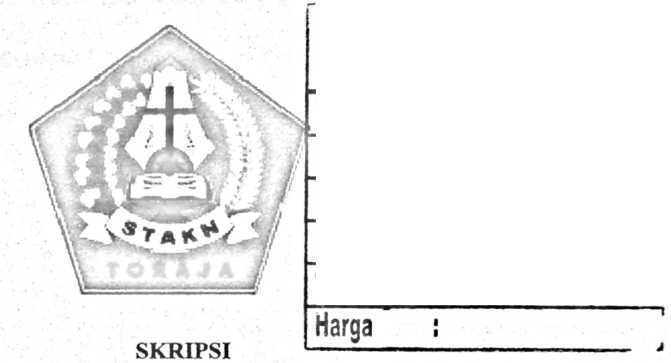 STAKN
TORAJA
Harga :
SKRIPSI